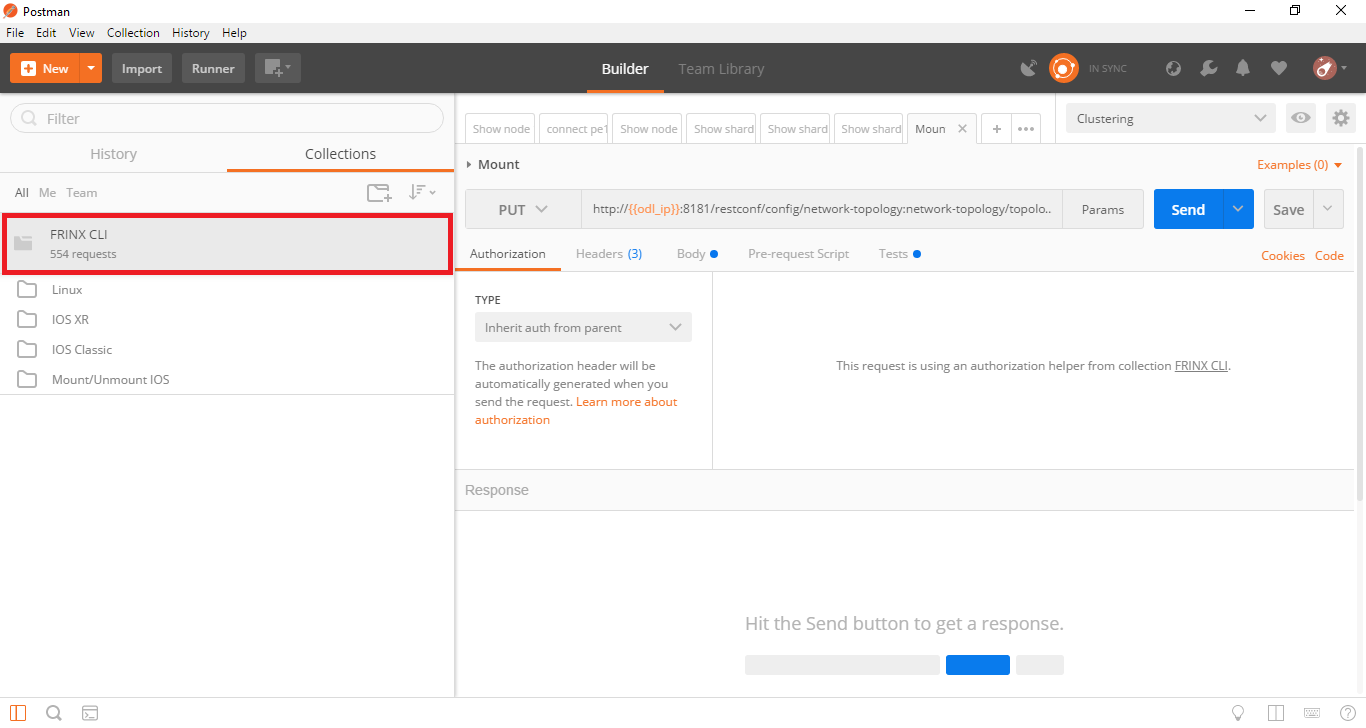 Postman
File Edit View Collection History Help
New Import Runner Builder Team Library IN SYNC
Filter
History Collections
All Me Team
FRINX CLI
554 requests
Linux
IOS XR
IOS Classic
Mount/Unmount IOS
Show node connect pe1 Show node Show shard Show shard Show shard Moun
Clustering
Mount
Examples (0)
PUT http://{{odl_ip}}:8181/restconf/config/network-topology:network-topology/topolo.. Params Send Save
Authorization Headers (3) Body Pre-request Script Tests Cookies Code
TYPE
Inherit auth from parent
The authorization header will be
automatically generated when you
send the request. Learn more about
authorization
This request is using an authorization helper from collection FRINX CLI.
Response
Hit the Send button to get a response.